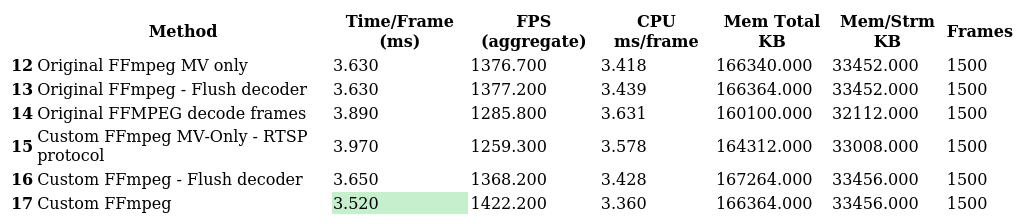 Method Time/Frame (ms) FPS (aggregate) CPU ms/frame Mem Total KB Mem/Strm KB Frames
12 Original FFmpeg MV only 3.630 1376.700 3.418 166340.000 33452.000 1500
13 Original FFmpeg - Flush decoder 3.630 1377.200 3.439 166364.000 33452.000 1500
14 Original FFMPEG decode frames 3.890 1285.800 3.631 160100.000 32112.000 1500
15 Custom FFmpeg MV-Only - RTSP protocol 3.970 1259.300 3.578 164312.000 33008.000 1500
16 Custom FFmpeg - Flush decoder 3.650 1368.200 3.428 167264.000 33456.000 1500
17 Custom FFmpeg 3.520 1422.200 3.360 166364.000 33456.000 1500